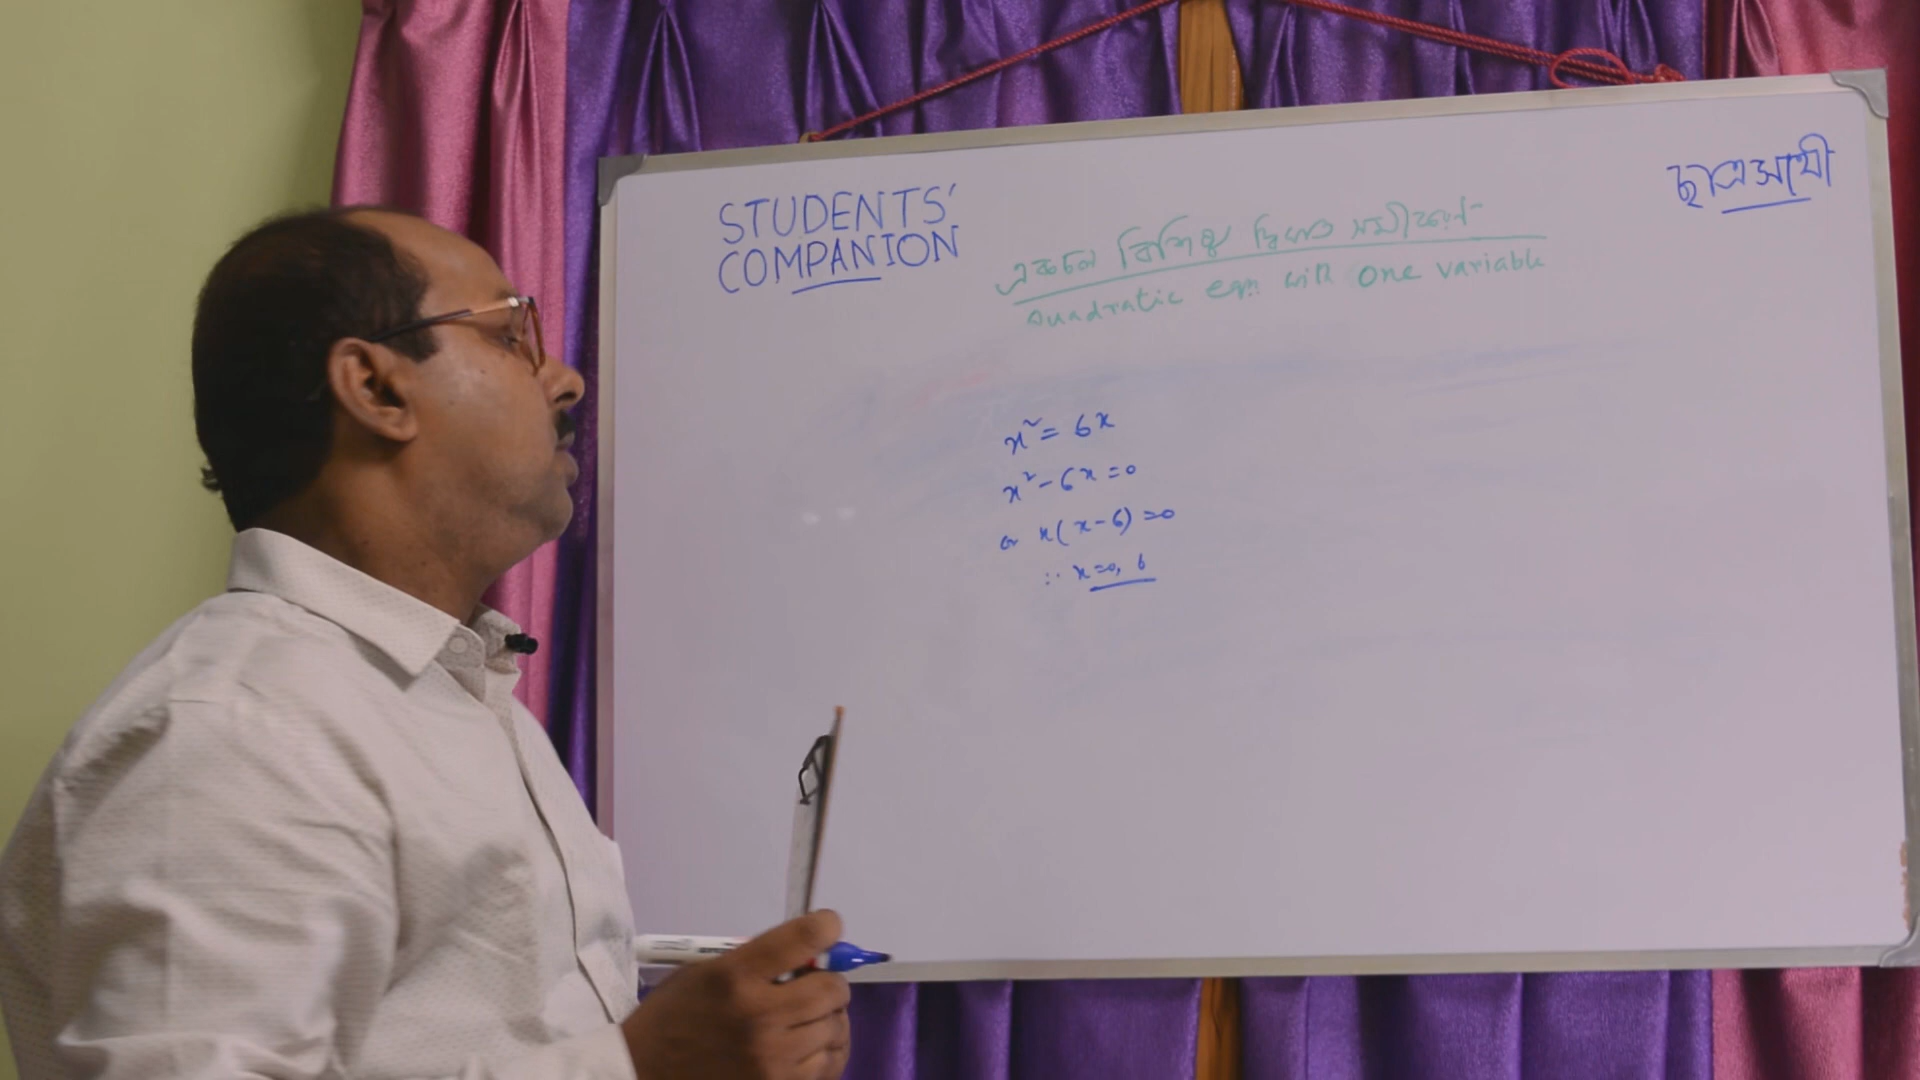 STUDENTS'
COMPANION
ছাত্রসাথী
একচল বিশিষ্ট দ্বিঘাত সমীকরণ
Quadratic eqn. with One variable
x² = 6x
x² - 6x = 0
or x(x-6) = 0
∴ x=0, 6